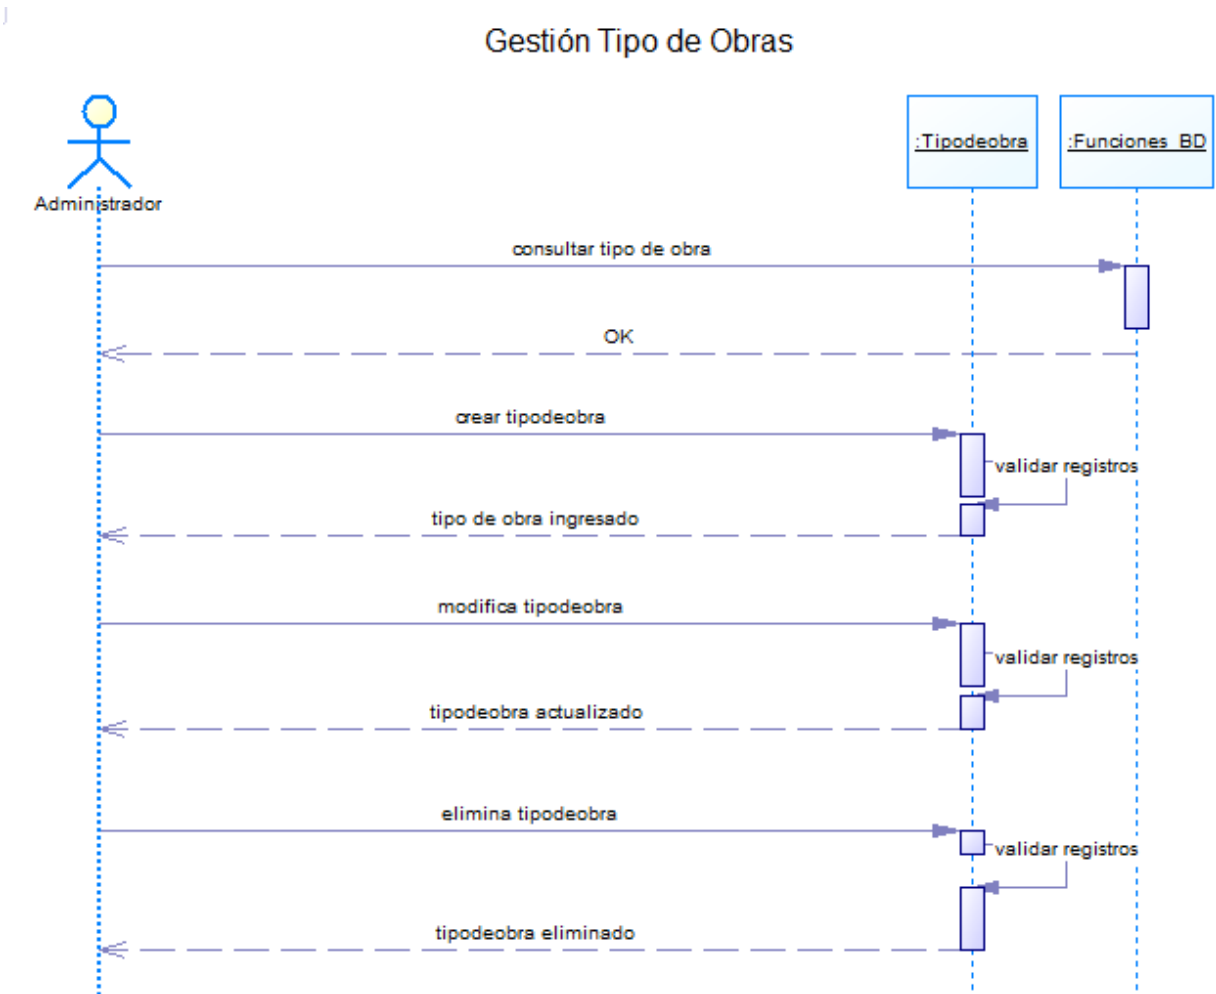 Gestión Tipo de Obras
:Tipodeobra
:Funciones_BD
Administrador
consultar tipo de obra
OK
crear tipodeobra
validar registros
tipo de obra ingresado
modifica tipodeobra
validar registros
tipodeobra actualizado
elimina tipodeobra
validar registros
tipodeobra eliminado